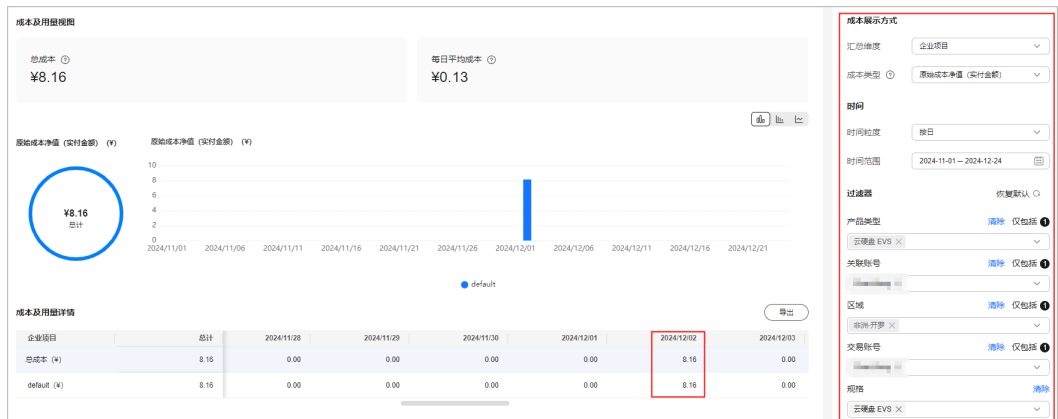 成本及用量视图
总成本 ?
¥8.16
每日平均成本 ?
¥0.13
原始成本净值（实付金额） (¥)
¥8.16
总计
原始成本净值（实付金额） (¥)
10
8
6
4
2
0
2024/11/01 2024/11/06 2024/11/11 2024/11/16 2024/11/21 2024/11/26 2024/12/01 2024/12/06 2024/12/11 2024/12/16 2024/12/21
default
成本及用量详情 导出
企业项目 总计 2024/11/28 2024/11/29 2024/11/30 2024/12/01 2024/12/02 2024/12/03
总成本 (¥) 8.16 0.00 0.00 0.00 0.00 8.16 0.00
default (¥) 8.16 0.00 0.00 0.00 0.00 8.16 0.00
成本展示方式
汇总维度 企业项目
成本类型 ? 原始成本净值（实付金额）
时间
时间粒度 按日
时间范围 2024-11-01 – 2024-12-24
过滤器 恢复默认
产品类型 清除 仅包括 1
云硬盘 EVS ×
关联账号 清除 仅包括 1
区域 清除 仅包括 1
非洲-开罗 ×
交易账号 清除 仅包括 1
规格 清除
云硬盘 EVS ×